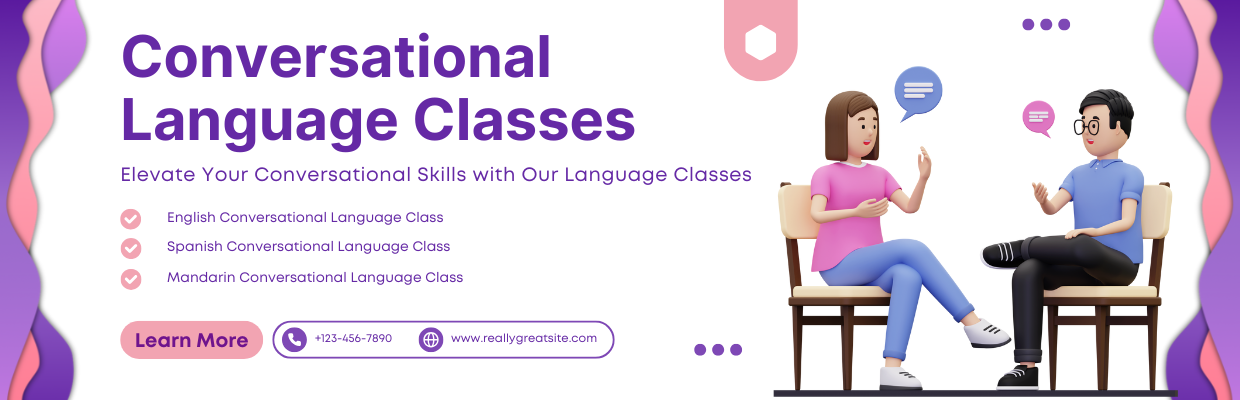 Conversational
Language Classes
Elevate Your Conversational Skills with Our Language Classes
English Conversational Language Class
Spanish Conversational Language Class
Mandarin Conversational Language Class
Learn More
+123-456-7890
www.reallygreatsite.com